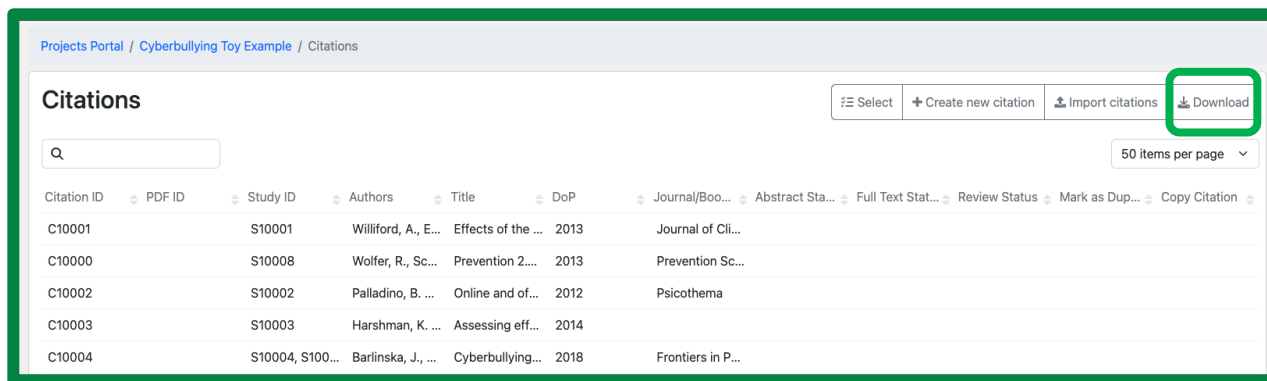 Projects Portal / Cyberbullying Toy Example / Citations
Citations
Select + Create new citation Import citations Download
50 items per page
Citation ID PDF ID Study ID Authors Title DoP Journal/Boo... Abstract Sta... Full Text Stat... Review Status Mark as Dup... Copy Citation
C10001 S10001 Williford, A., E... Effects of the ... 2013 Journal of Cli...
C10000 S10008 Wolfer, R., Sc... Prevention 2.... 2013 Prevention Sc...
C10002 S10002 Palladino, B. ... Online and of... 2012 Psicothema
C10003 S10003 Harshman, K. ... Assessing eff... 2014
C10004 S10004, S100... Barlinska, J., ... Cyberbullying... 2018 Frontiers in P...